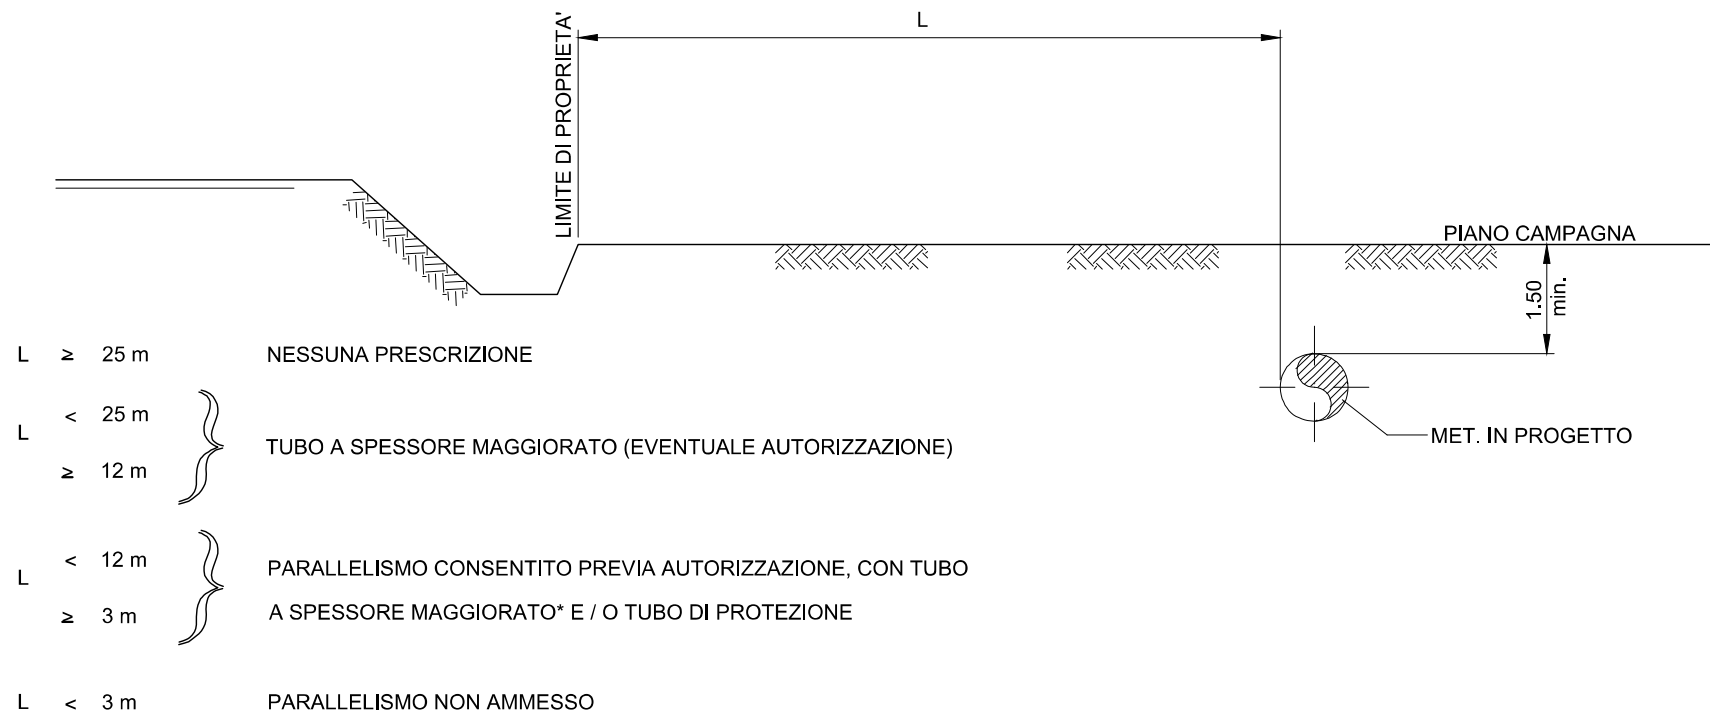 L
LIMITE DI PROPRIETA'
PIANO CAMPAGNA
1.50
min.
MET. IN PROGETTO
L ≥ 25 m NESSUNA PRESCRIZIONE
< 25 m
L
≥ 12 m
TUBO A SPESSORE MAGGIORATO (EVENTUALE AUTORIZZAZIONE)
< 12 m
L
≥ 3 m
PARALLELISMO CONSENTITO PREVIA AUTORIZZAZIONE, CON TUBO
A SPESSORE MAGGIORATO* E / O TUBO DI PROTEZIONE
L < 3 m PARALLELISMO NON AMMESSO